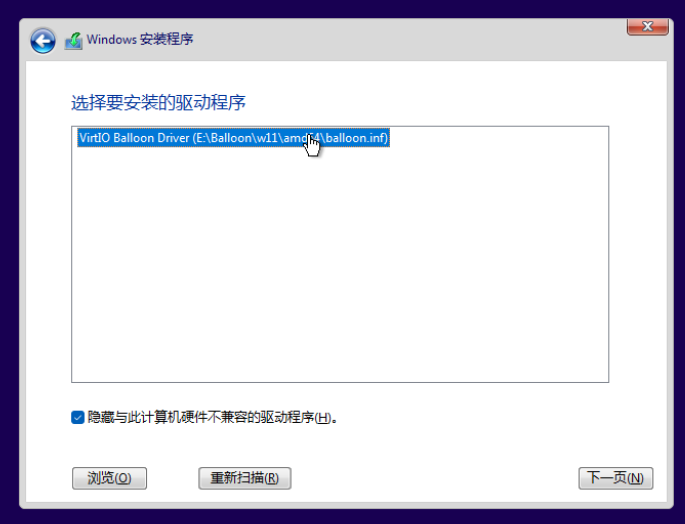 Windows 安装程序
选择要安装的驱动程序
VirtIO Balloon Driver (E:\Balloon\w11\amd64\balloon.inf)
隐藏与此计算机硬件不兼容的驱动程序(H)。
浏览(O)
重新扫描(R)
下一页(N)